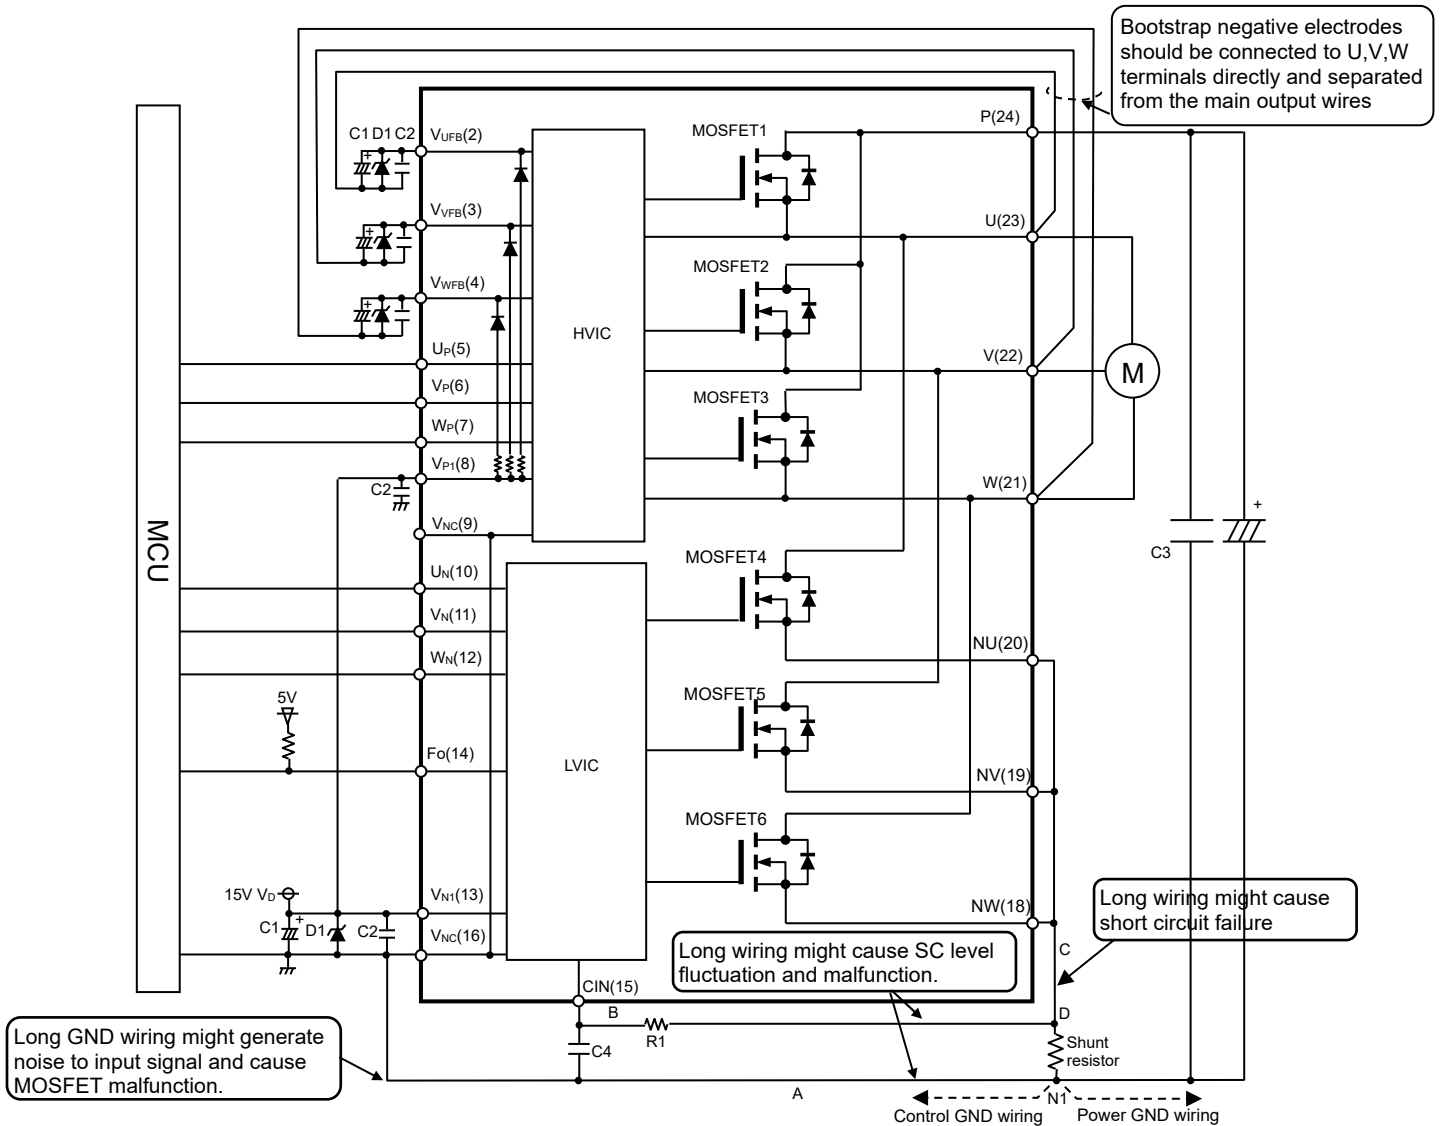 Bootstrap negative electrodes
should be connected to U,V,W
terminals directly and separated
from the main output wires
C1 D1 C2
VUFB(2)
MOSFET1
P(24)
VVFB(3)
U(23)
MOSFET2
VWFB(4)
HVIC
UP(5)
V(22)
M
VP(6)
MOSFET3
WP(7)
VP1(8)
C2
W(21)
+
+
+
+
C3
VNC(9)
MCU
MOSFET4
UN(10)
VN(11)
NU(20)
WN(12)
5V
MOSFET5
Fo(14)
LVIC
NV(19)
MOSFET6
15V VD
VN1(13)
NW(18)
Long wiring might cause
short circuit failure
C1
+
D1
C2
VNC(16)
Long wiring might cause SC level
fluctuation and malfunction.
C
CIN(15)
B
D
R1
C4
Shunt
resistor
Long GND wiring might generate
noise to input signal and cause
MOSFET malfunction.
A
N1
Control GND wiring
Power GND wiring